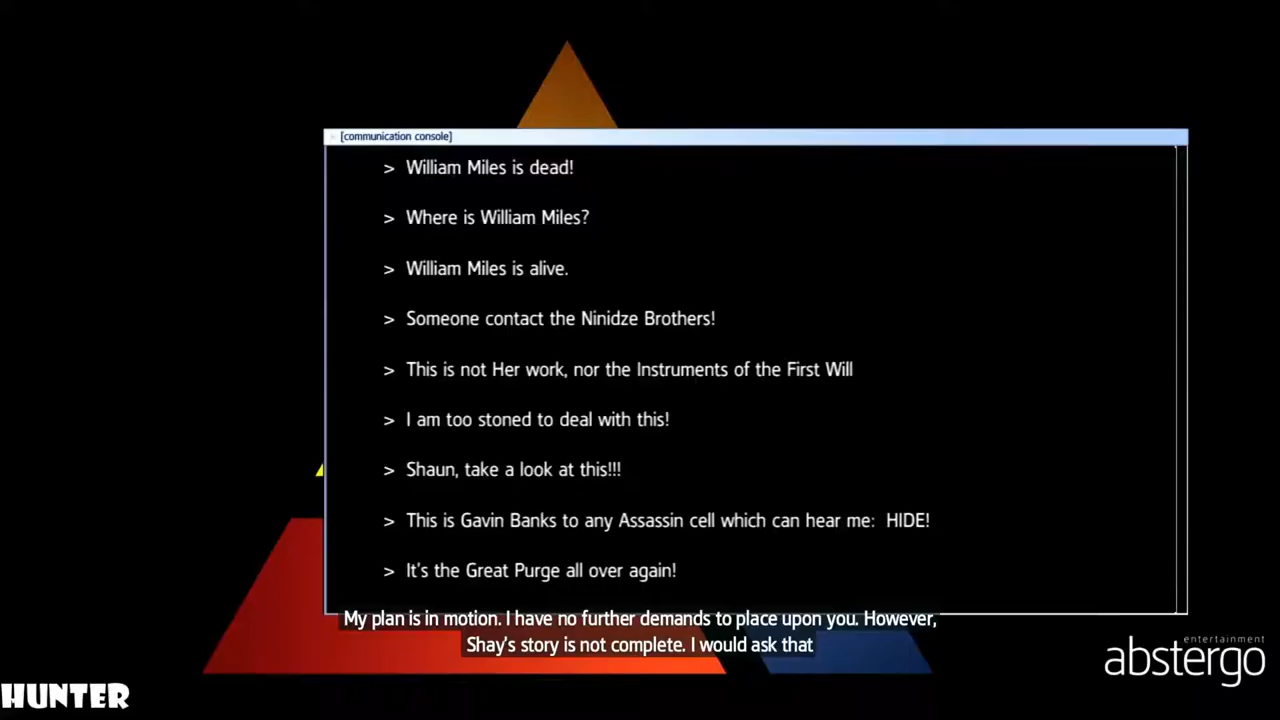 [communication console]
> William Miles is dead!
> Where is William Miles?
> William Miles is alive.
> Someone contact the Ninidze Brothers!
> This is not Her work, nor the Instruments of the First Will
> I am too stoned to deal with this!
> Shaun, take a look at this!!!
> This is Gavin Banks to any Assassin cell which can hear me:  HIDE!
> It's the Great Purge all over again!
My plan is in motion. I have no further demands to place upon you. However,
Shay's story is not complete. I would ask that
entertainment
abstergo
HUNTER